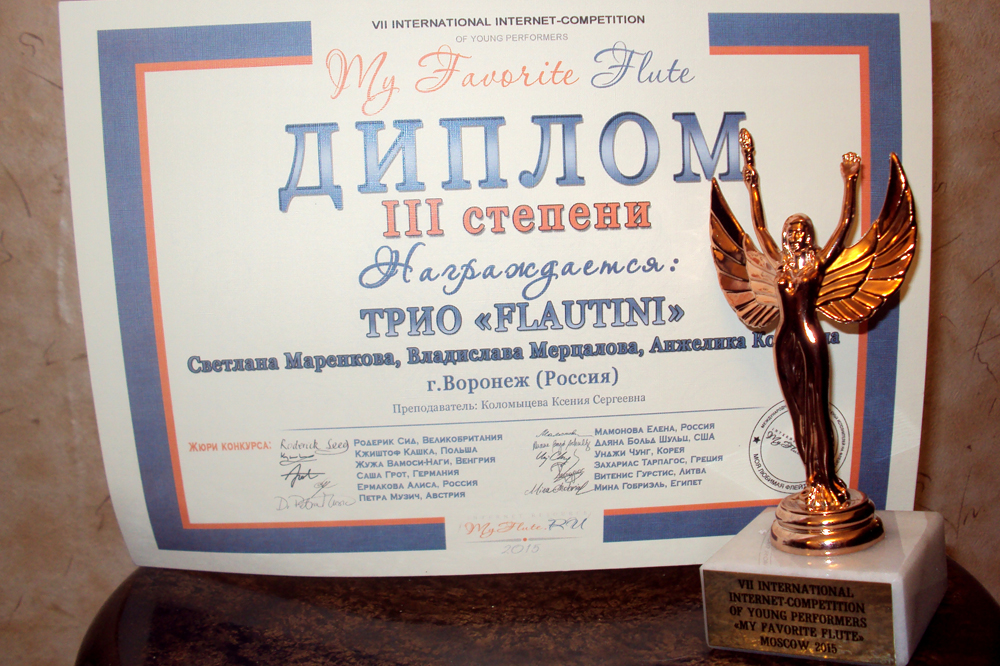 VII INTERNATIONAL INTERNET-COMPETITION
OF YOUNG PERFORMERS
My Favorite Flute
ДИПЛОМ
III степени
Награждается:
ТРИО «FLAUTINI»
Светлана Маренкова, Владислава Мерцалова, Анжелика
г.Воронеж (Россия)
Преподаватель: Коломыцева Ксения Сергеевна
Жюри конкурса:
Родерик Сид, Великобритания
Кжиштоф Кашка, Польша
Жужа Вамоси-Наги, Венгрия
Саша Грот, Германия
Ермакова Алиса, Россия
Петра Музич, Австрия
Мамонова Елена, Россия
Даяна Больд Шульц, США
Унджи Чунг, Корея
Захариас Тарпагос, Греция
Витенис Гурстис, Литва
Мина Гобриэль, Египет
MyFlute.RU
2015
VII INTERNATIONAL
INTERNET-COMPETITION
OF YOUNG PERFORMERS
«MY FAVORITE FLUTE»
MOSCOW 2015